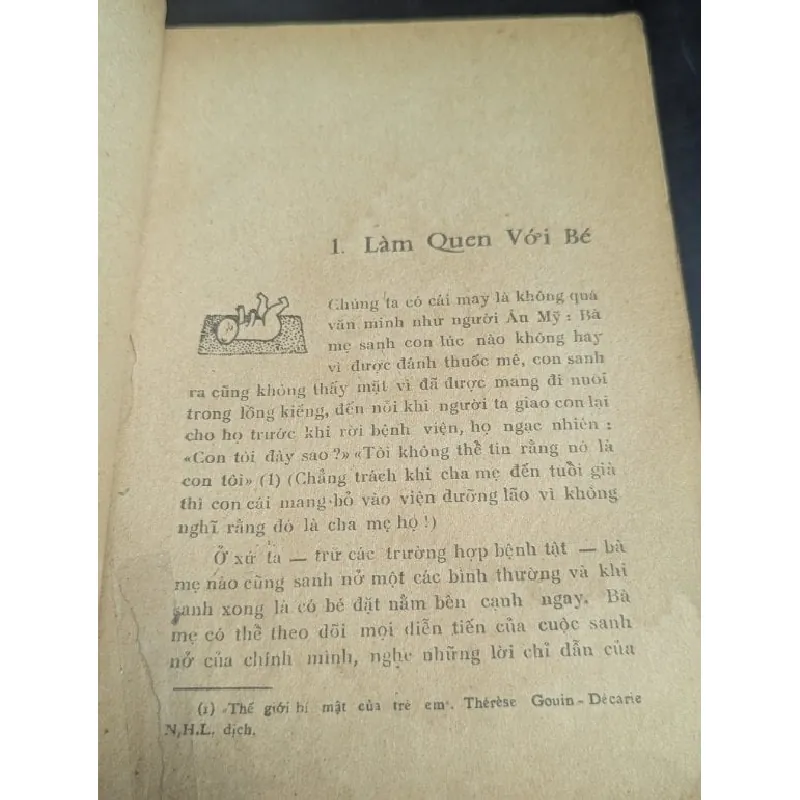 1. Làm Quen Với Bé
Chúng ta có cái may là không quá
văn minh như người Âu Mỹ : Bà
mẹ sanh con lúc nào không hay
vì được đánh thuốc mê, con sanh
ra cũng không thấy mặt vì đã được mang đi nuôi
trong lồng kiếng, đến nỗi khi người ta giao con lại
cho họ trước khi rời bệnh viện, họ ngạc nhiên :
«Con tôi đây sao ?» «Tôi không thể tin rằng nó là
con tôi» (1) (Chẳng trách khi cha mẹ đến tuổi già
thì con cái mang bỏ vào viện dưỡng lão vì không
nghĩ rằng đó là cha mẹ họ !)
Ở xứ ta — trừ các trường hợp bệnh tật — bà
mẹ nào cũng sanh nở một các bình thường và khi
sanh xong là có bé đặt nằm bên cạnh ngay. Bà
mẹ có thể theo dõi mọi diễn tiến của cuộc sanh
nở của chính mình, nghe những lời chỉ dẫn của
(1) «Thế giới bí mật của trẻ em». Thérèse Gouin - Décarie
N.H.L. dịch.